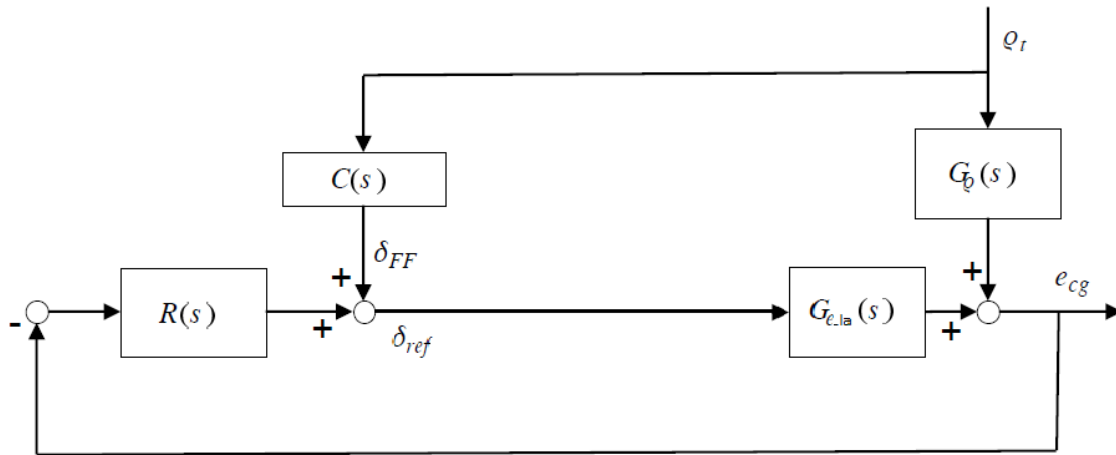 ϱ_t
C(s)
G_ϱ(s)
δ_FF
+
+
e_cg
-
R(s)
+
δ_ref
G_e_la(s)
+